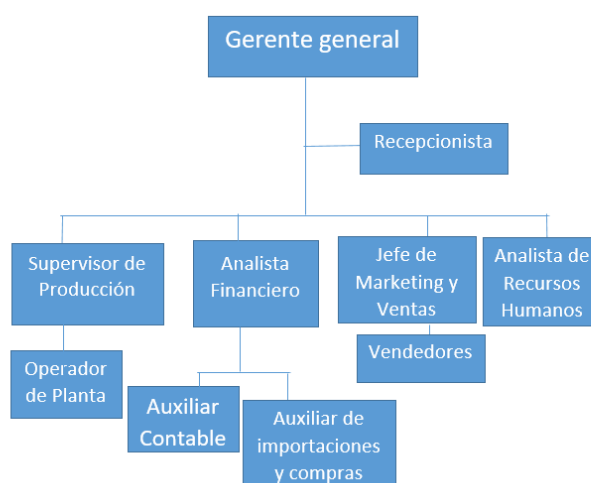 Gerente general
Recepcionista
Supervisor de
Producción
Analista
Financiero
Jefe de
Marketing y
Ventas
Analista de
Recursos
Humanos
Operador
de Planta
Vendedores
Auxiliar
Contable
Auxiliar de
importaciones
y compras